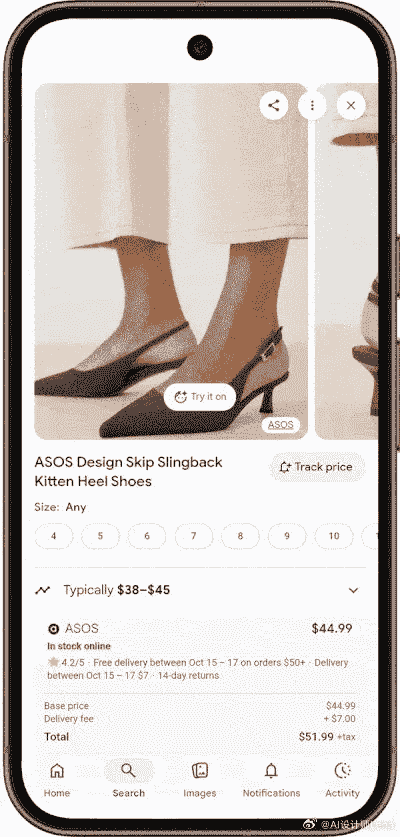 Try it on
ASOS
ASOS Design Skip Slingback
Kitten Heel Shoes
Track price
Size: Any
4 5 6 7 8 9 10
Typically $38–$45
ASOS $44.99
In stock online
4.2/5 · Free delivery between Oct 15 – 17 on orders $50+ · Delivery
between Oct 15 – 17 $7 · 14-day returns
Base price $44.99
Delivery fee + $7.00
Total $51.99 +tax
Home Search Images Notifications Activity